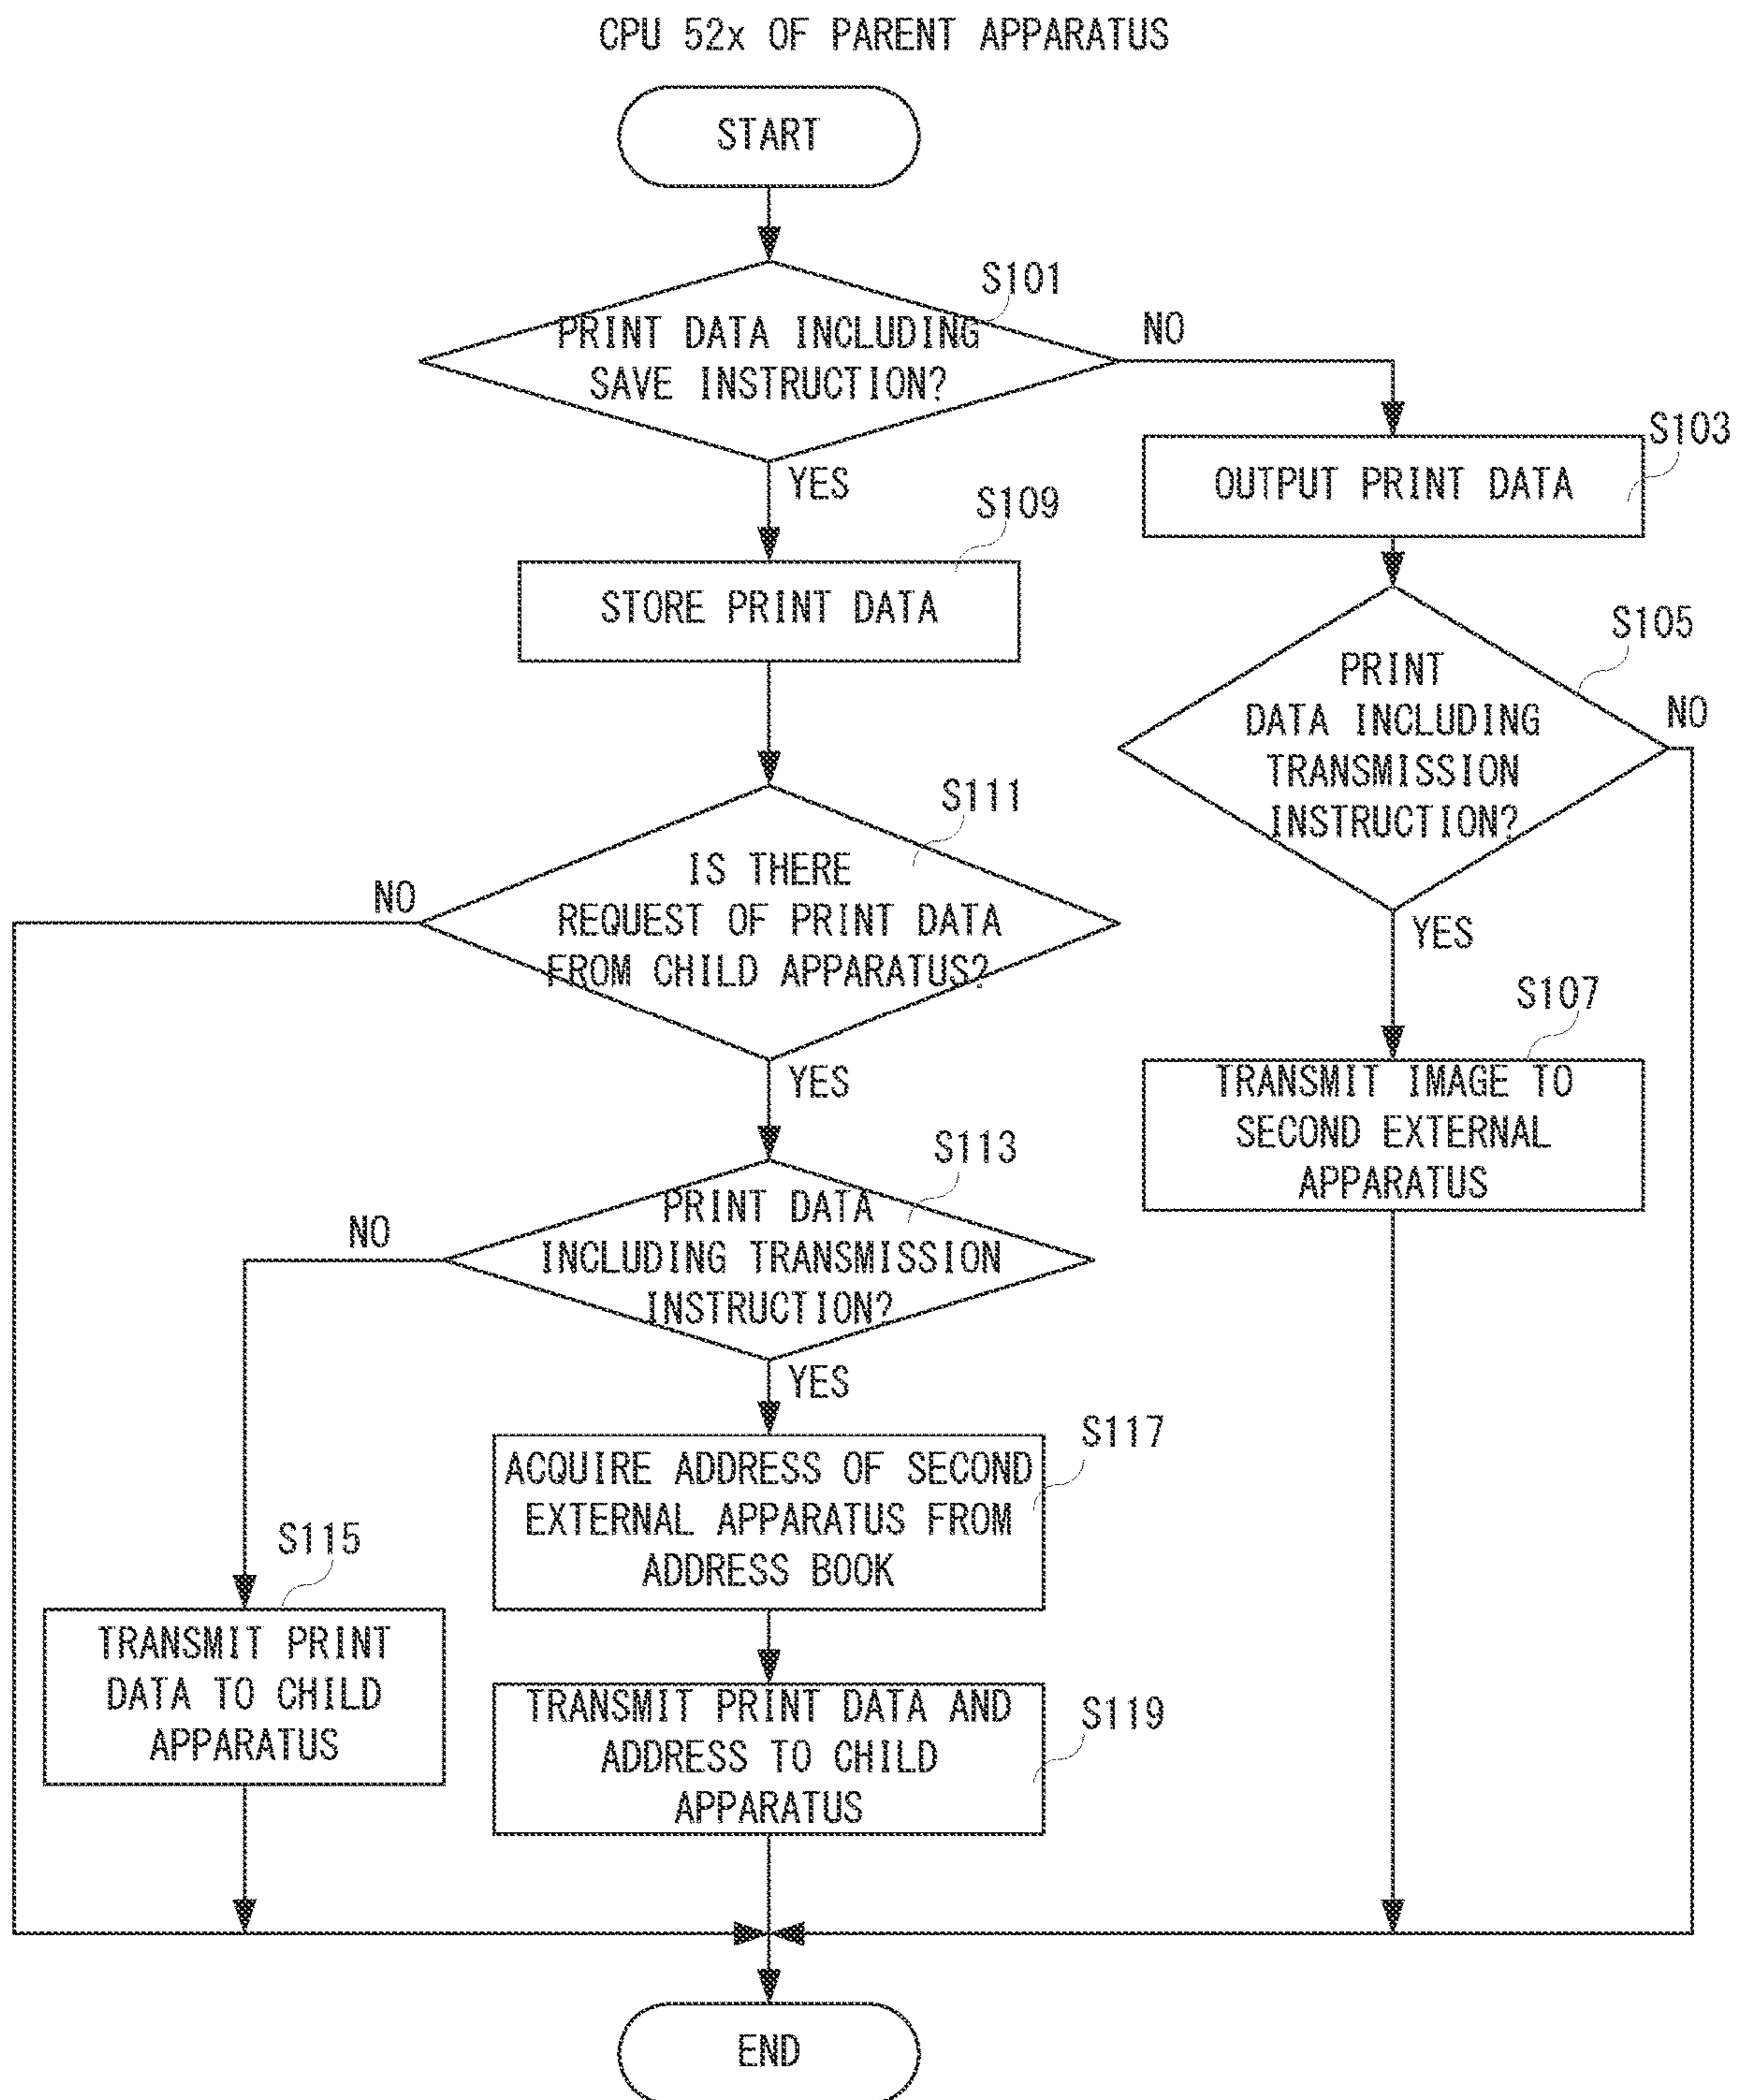 CPU 52x OF PARENT APPARATUS
START
S101
PRINT DATA INCLUDING
SAVE INSTRUCTION?
NO
YES
S103
OUTPUT PRINT DATA
S109
STORE PRINT DATA
S105
PRINT
DATA INCLUDING
TRANSMISSION
INSTRUCTION?
NO
YES
S111
IS THERE
REQUEST OF PRINT DATA
FROM CHILD APPARATUS?
NO
YES
S107
TRANSMIT IMAGE TO
SECOND EXTERNAL
APPARATUS
S113
PRINT DATA
INCLUDING TRANSMISSION
INSTRUCTION?
NO
YES
S117
ACQUIRE ADDRESS OF SECOND
EXTERNAL APPARATUS FROM
ADDRESS BOOK
S115
TRANSMIT PRINT
DATA TO CHILD
APPARATUS
S119
TRANSMIT PRINT DATA AND
ADDRESS TO CHILD
APPARATUS
END